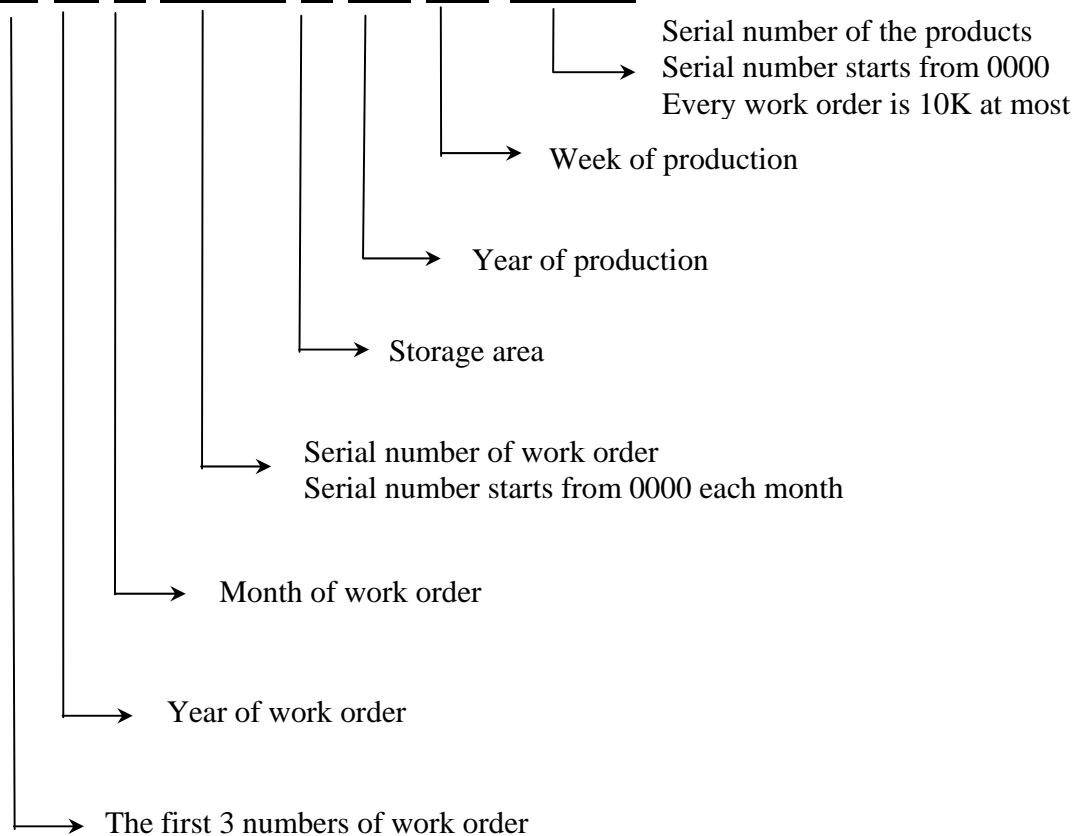 Serial number of the products
Serial number starts from 0000
Every work order is 10K at most
Week of production
Year of production
Storage area
Serial number of work order
Serial number starts from 0000 each month
Month of work order
Year of work order
The first 3 numbers of work order